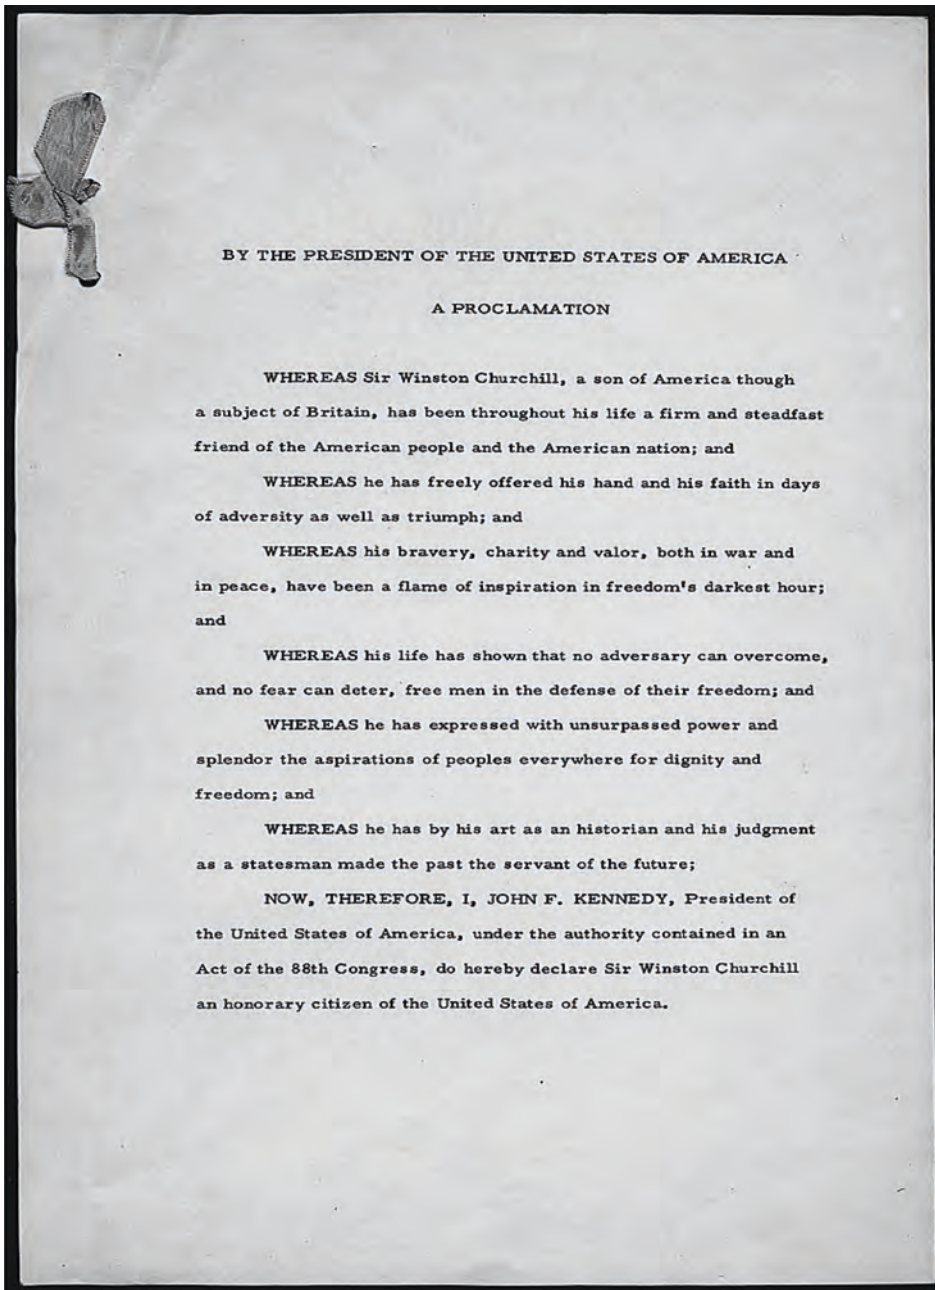 BY THE PRESIDENT OF THE UNITED STATES OF AMERICA
A PROCLAMATION
WHEREAS Sir Winston Churchill, a son of America though
a subject of Britain, has been throughout his life a firm and steadfast
friend of the American people and the American nation; and
WHEREAS he has freely offered his hand and his faith in days
of adversity as well as triumph; and
WHEREAS his bravery, charity and valor, both in war and
in peace, have been a flame of inspiration in freedom's darkest hour;
and
WHEREAS his life has shown that no adversary can overcome,
and no fear can deter, free men in the defense of their freedom; and
WHEREAS he has expressed with unsurpassed power and
splendor the aspirations of peoples everywhere for dignity and
freedom; and
WHEREAS he has by his art as an historian and his judgment
as a statesman made the past the servant of the future;
NOW, THEREFORE, I, JOHN F. KENNEDY, President of
the United States of America, under the authority contained in an
Act of the 88th Congress, do hereby declare Sir Winston Churchill
an honorary citizen of the United States of America.